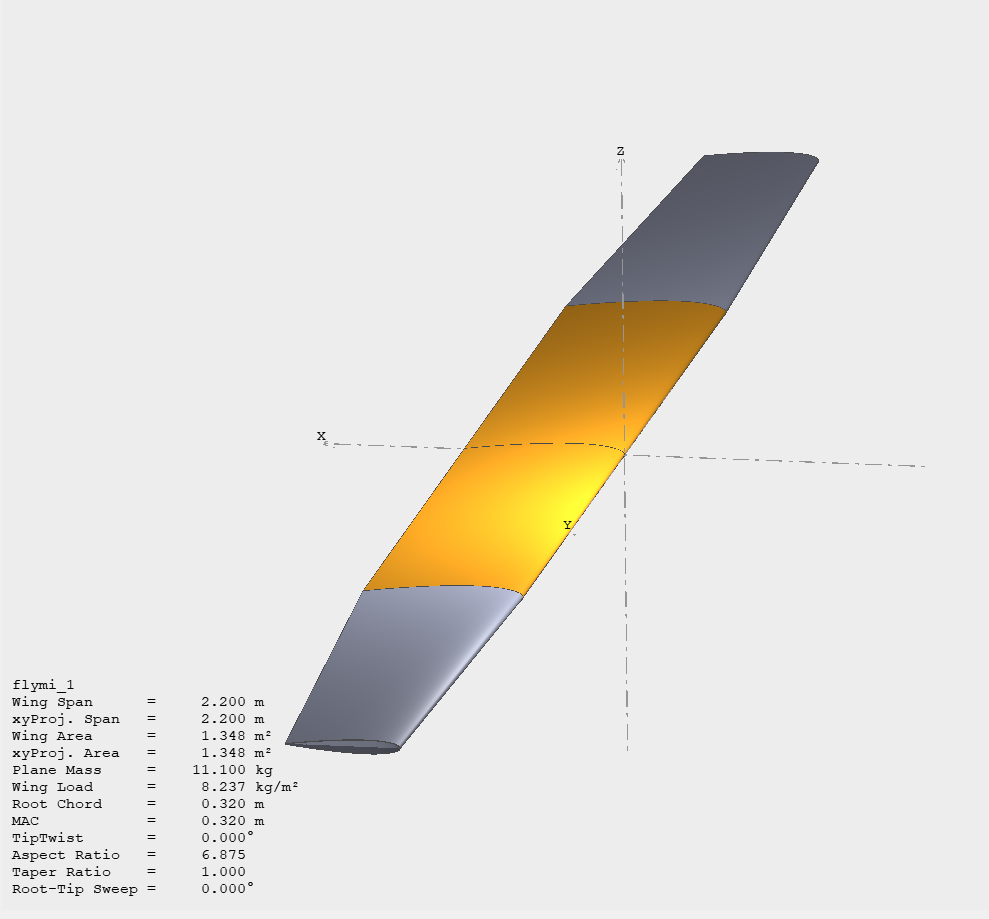 Z
X
Y
flymi_1
Wing Span = 2.200 m
xyProj. Span = 2.200 m
Wing Area = 1.348 m²
xyProj. Area = 1.348 m²
Plane Mass = 11.100 kg
Wing Load = 8.237 kg/m²
Root Chord = 0.320 m
MAC = 0.320 m
TipTwist = 0.000°
Aspect Ratio = 6.875
Taper Ratio = 1.000
Root-Tip Sweep = 0.000°